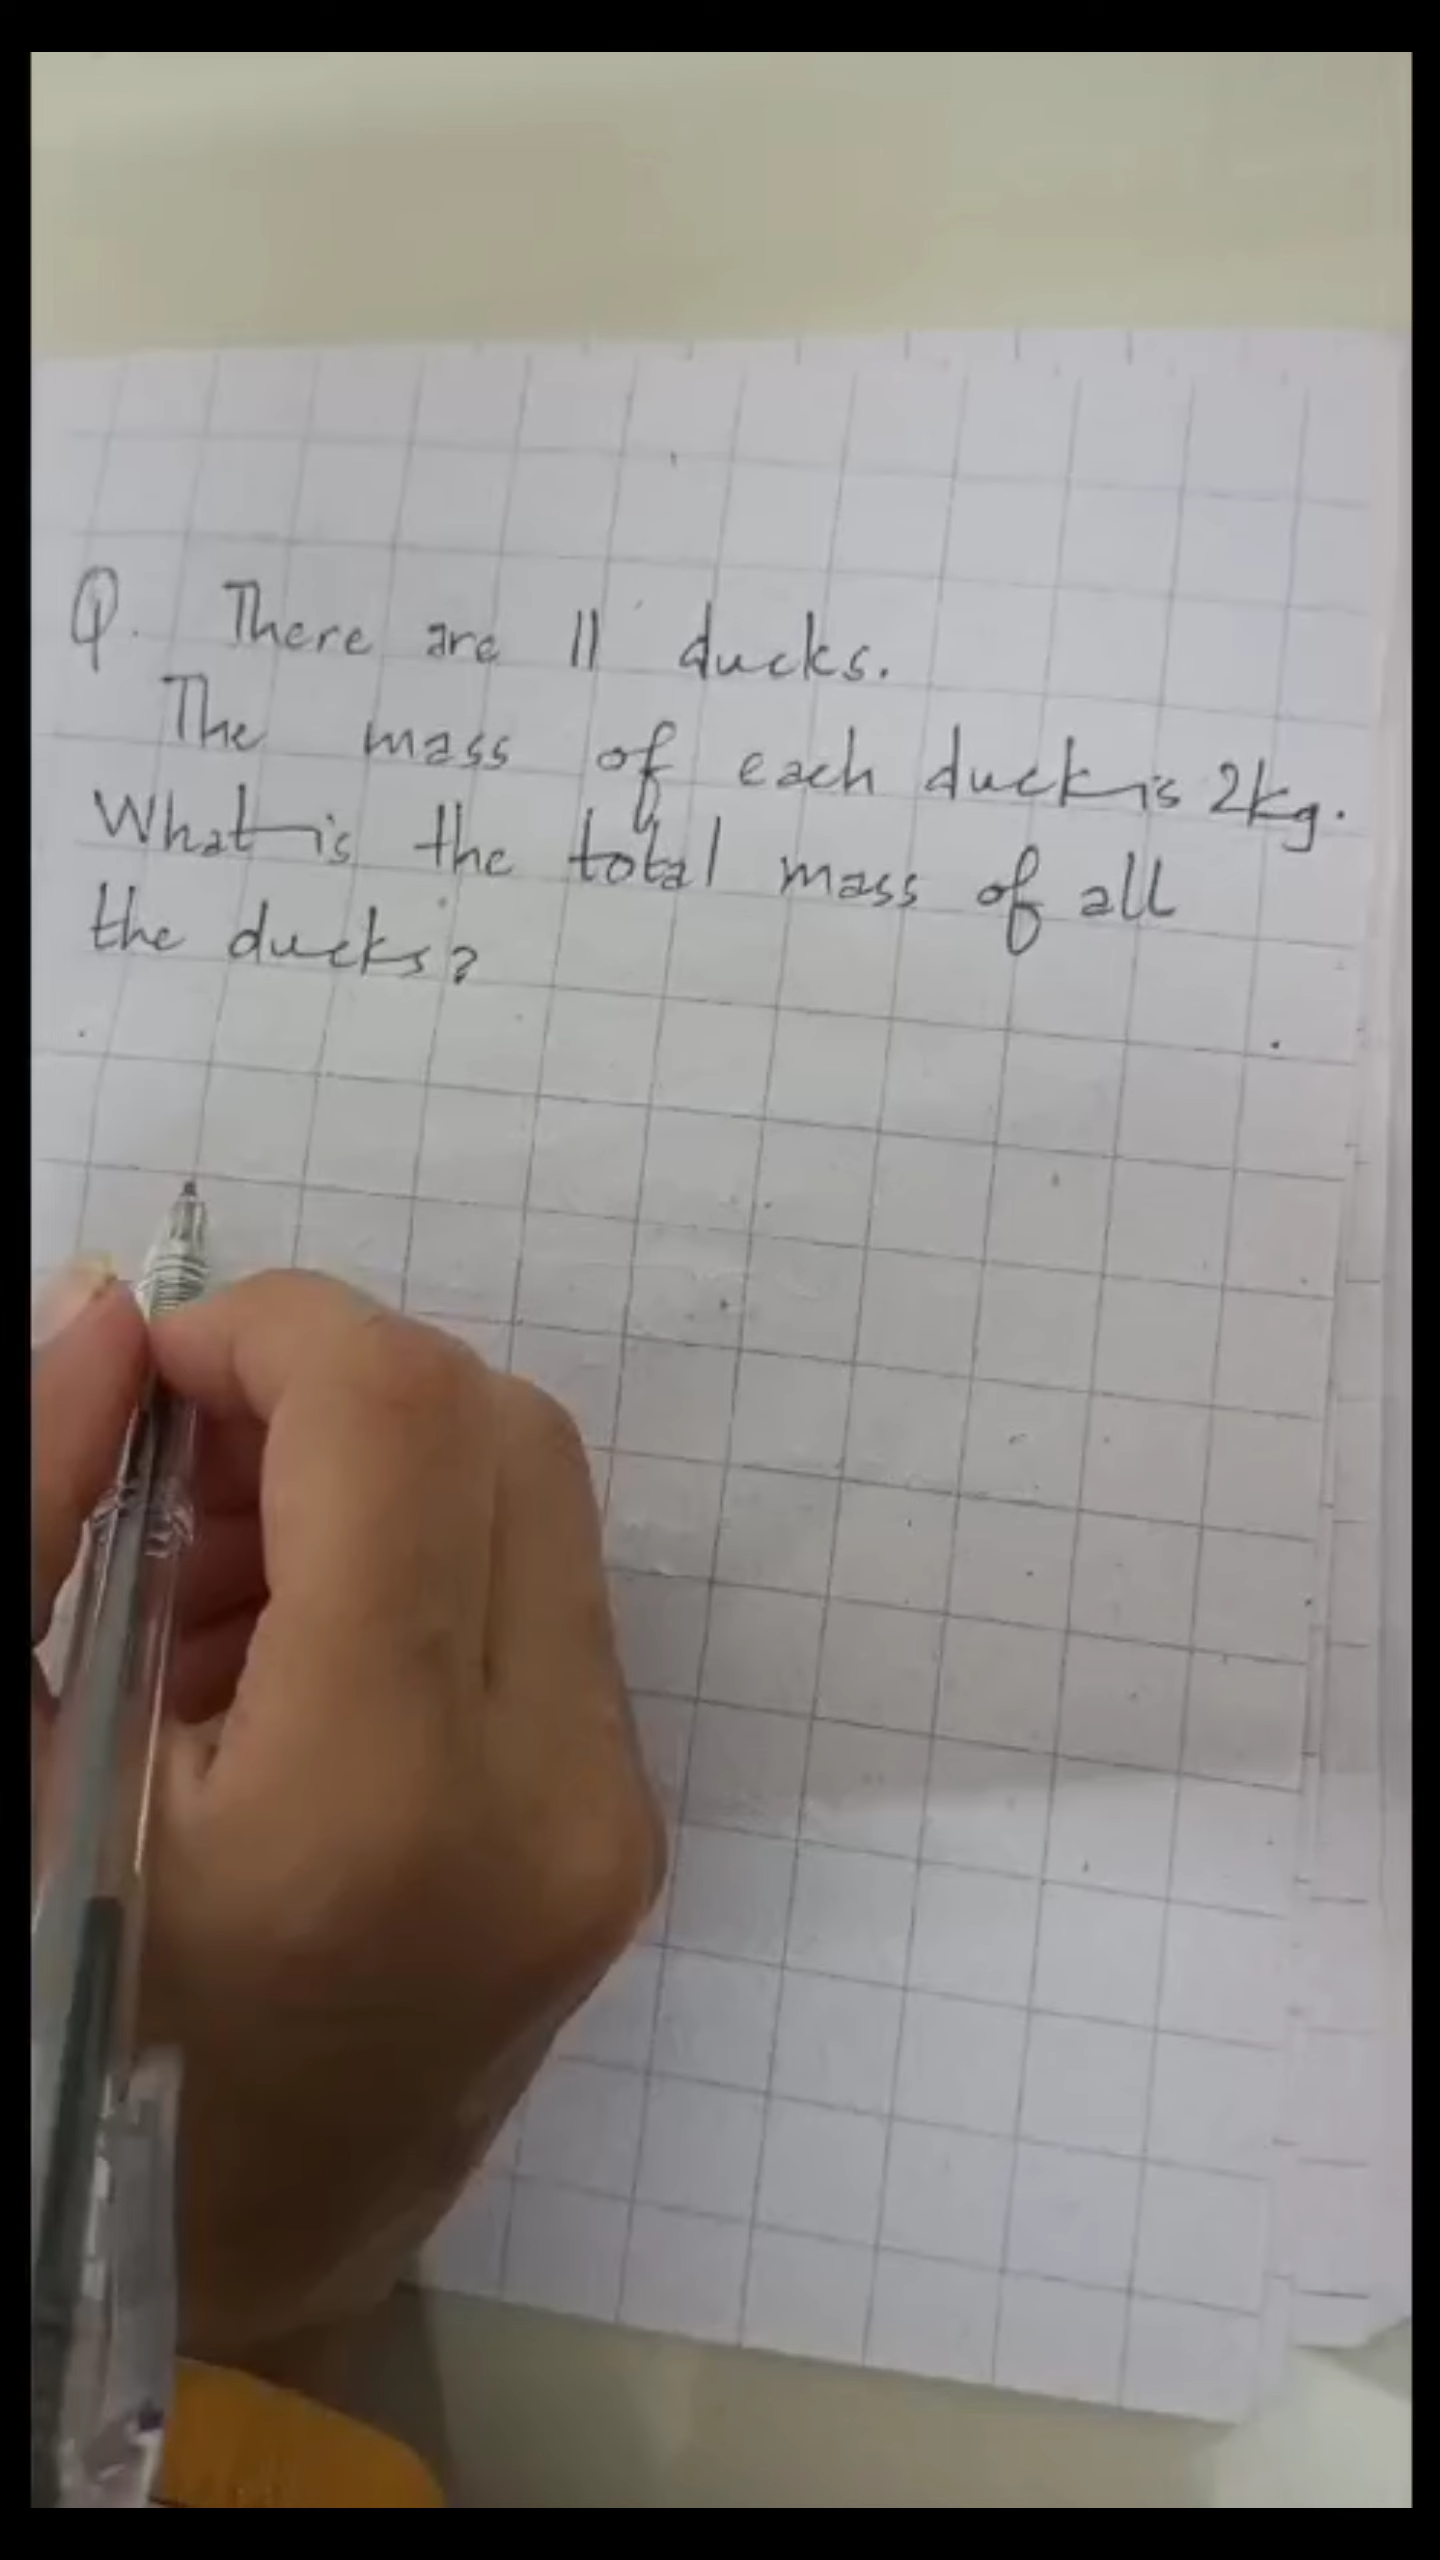 Q. There are 11 ducks.
The mass of each duck is 2kg.
What is the total mass of all
the ducks?